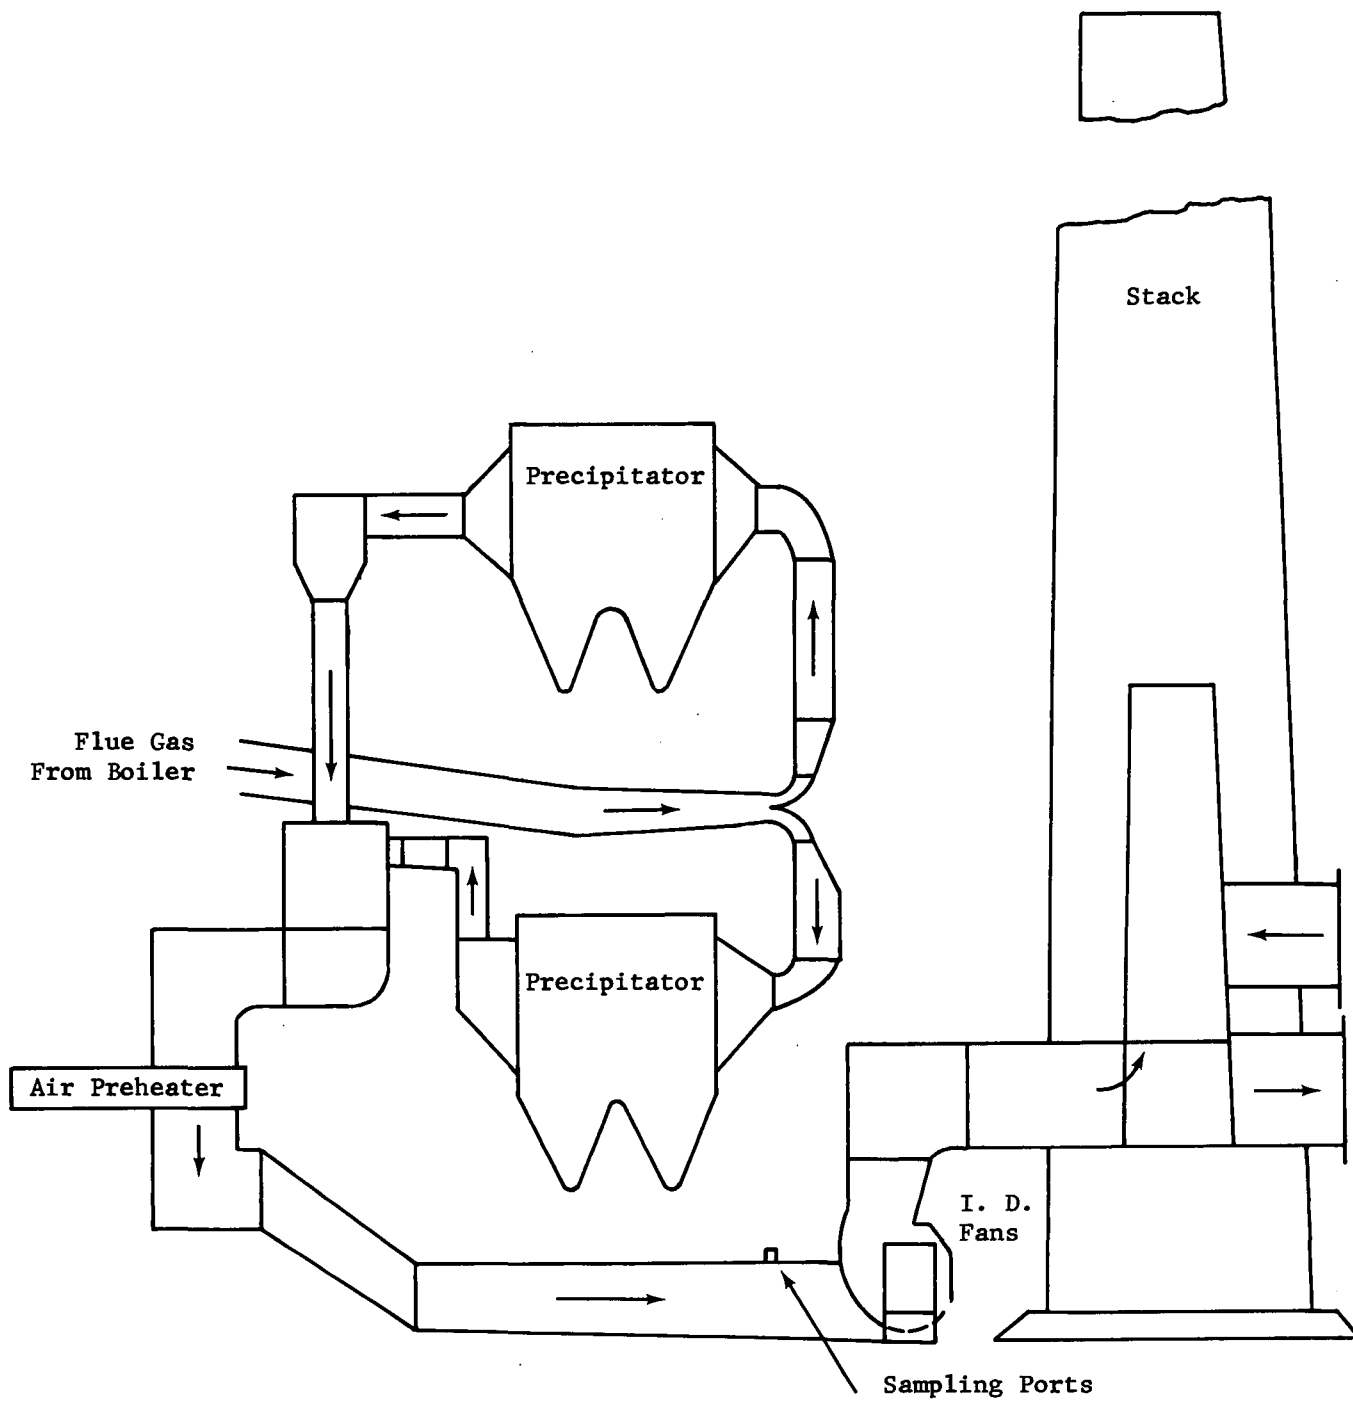 Stack
Precipitator
Flue Gas
From Boiler
Precipitator
Air Preheater
I. D.
Fans
Sampling Ports